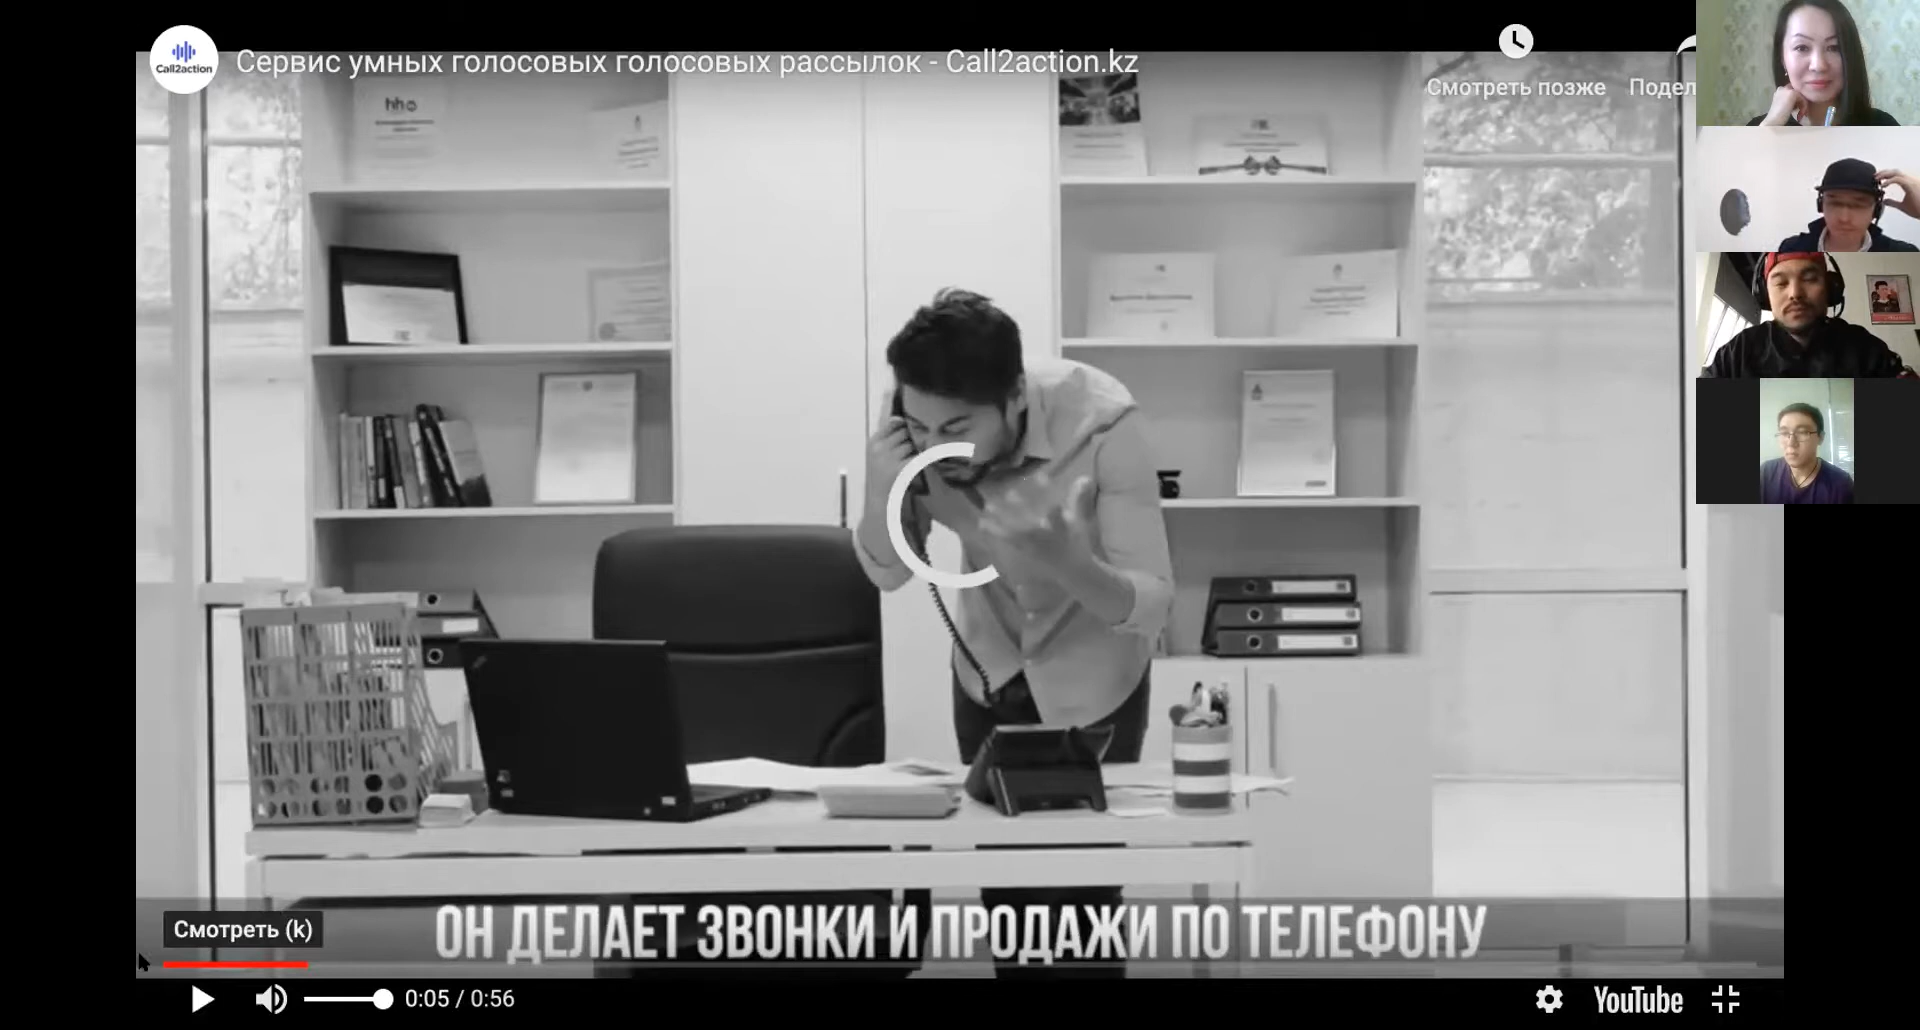 Call2action
Сервис умных голосовых голосовых рассылок - Call2action.kz
Смотреть позже
Подел
hh
Смотреть (k)
ОН ДЕЛАЕТ ЗВОНКИ И ПРОДАЖИ ПО ТЕЛЕФОНУ
0:05 / 0:56
YouTube